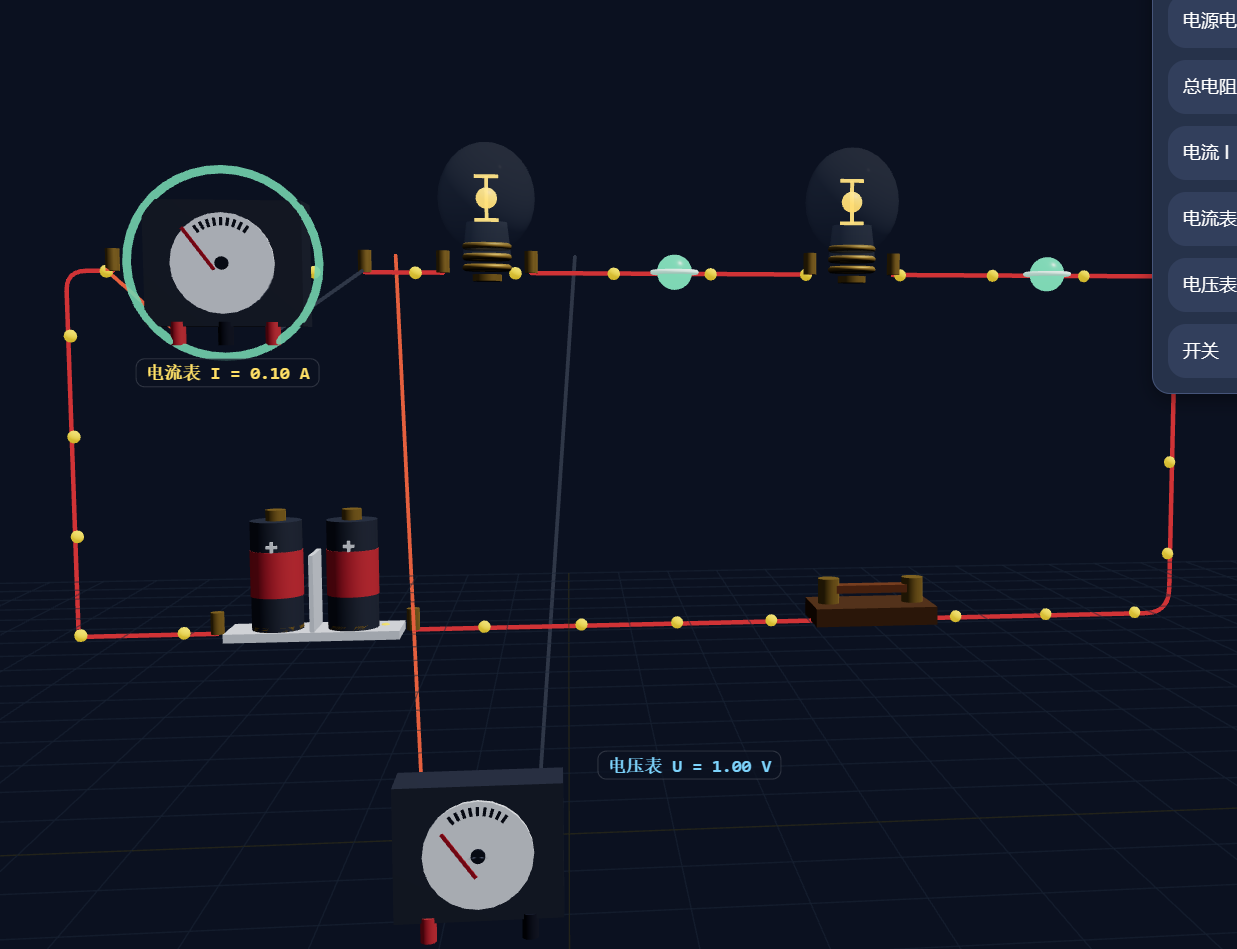 电源电
总电阻
电流 I
电流表
电压表
开关
电流表 I = 0.10 A
+
+
电压表 U = 1.00 V